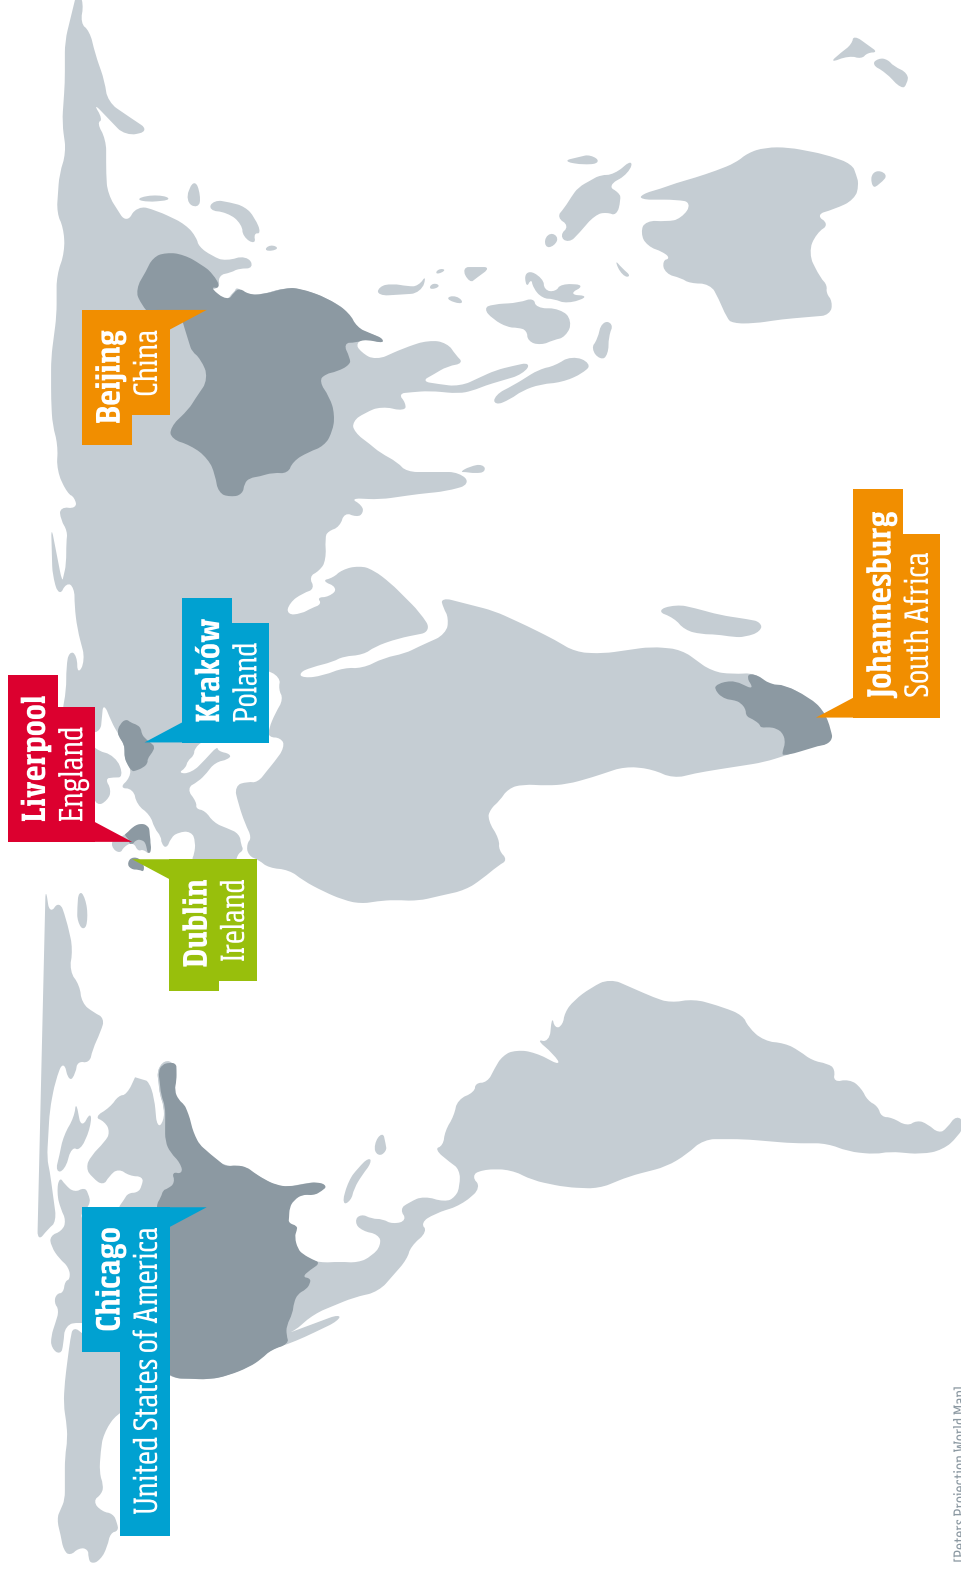 Liverpool
England
Kraków
Poland
Dublin
Ireland
Beijing
China
Chicago
United States of America
Johannesburg
South Africa
[Peters Projection World Map]